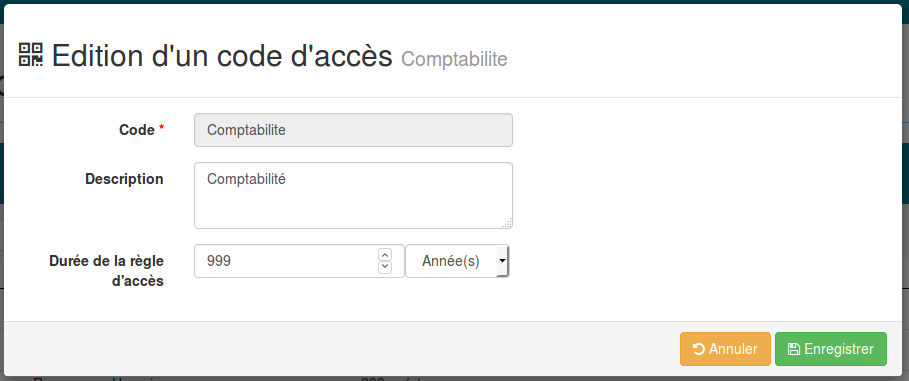 Edition d'un code d'accès Comptabilite
Code * Comptabilite
Description Comptabilité
Durée de la règle d'accès 999 Année(s)
Annuler Enregistrer